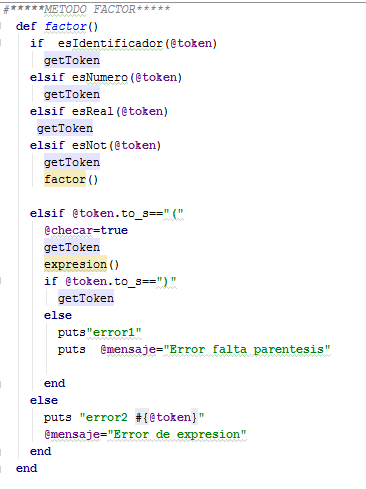 #*****METODO FACTOR*****
def factor()
if esIdentificador(@token)
getToken
elsif esNumero(@token)
getToken
elsif esReal(@token)
getToken
elsif esNot(@token)
getToken
factor()
elsif @token.to_s=="("
@checar=true
getToken
expresion()
if @token.to_s==")"
getToken
else
puts"error1"
puts @mensaje="Error falta parentesis"
end
else
puts "error2 #{@token}"
@mensaje="Error de expresion"
end
end